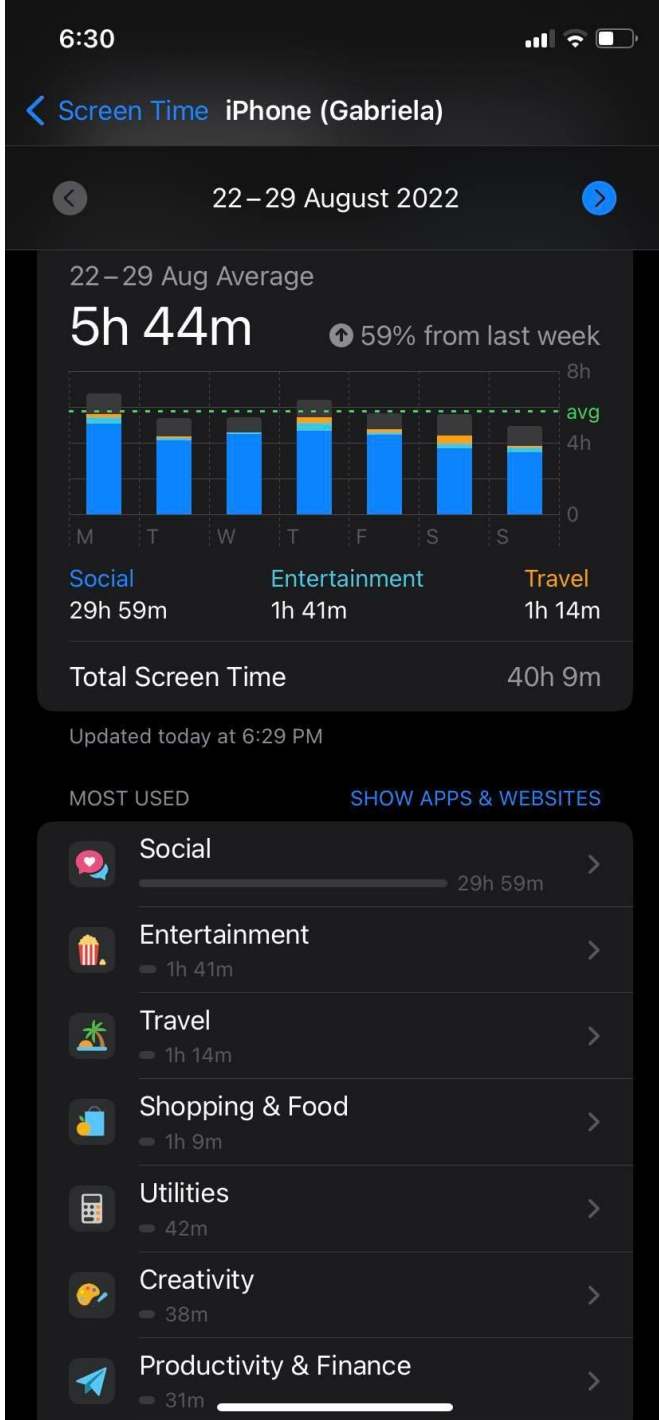 6:30
Screen Time iPhone (Gabriela)
22–29 August 2022
22–29 Aug Average
5h 44m 59% from last week
8h
avg
4h
0
M T W T F S S
Social Entertainment Travel
29h 59m 1h 41m 1h 14m
Total Screen Time 40h 9m
Updated today at 6:29 PM
MOST USED SHOW APPS & WEBSITES
Social
29h 59m
Entertainment
1h 41m
Travel
1h 14m
Shopping & Food
1h 9m
Utilities
42m
Creativity
38m
Productivity & Finance
31m